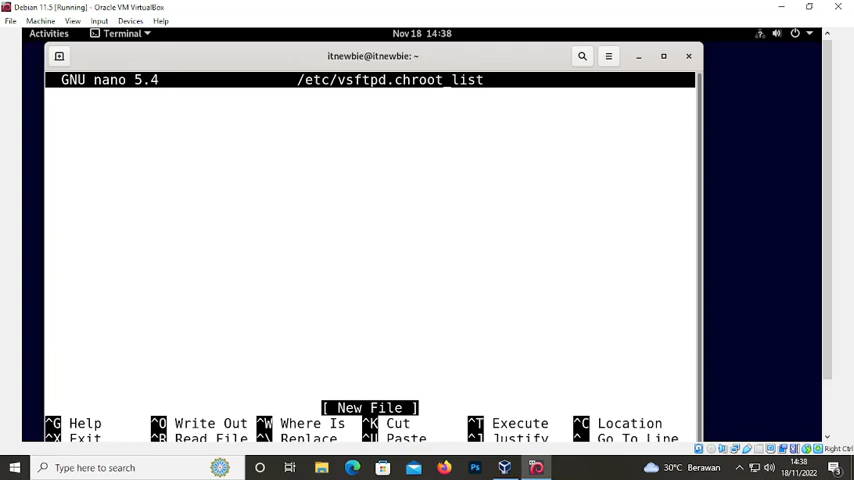 Debian 11.5 [Running] - Oracle VM VirtualBox
File Machine View Input Devices Help
Activities Terminal Nov 18 14:38
itnewbie@itnewbie: ~
GNU nano 5.4 /etc/vsftpd.chroot_list
[ New File ]
^G Help ^O Write Out ^W Where Is ^K Cut ^T Execute ^C Location
^X Exit ^R Read File ^\ Replace ^U Paste ^J Justify ^_ Go To Line
Right Ctrl
Type here to search 30°C Berawan 14:38
18/11/2022 3